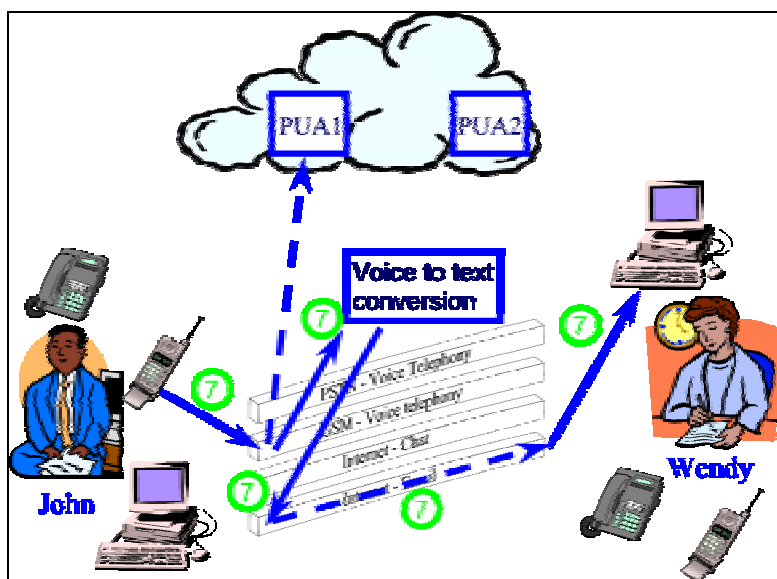 PUA1
PUA2
Voice to text
conversion
7
7
7
PSTN - Voice Telephony
GSM - Voice telephony
Internet - Chat
7
7
John
Wendy